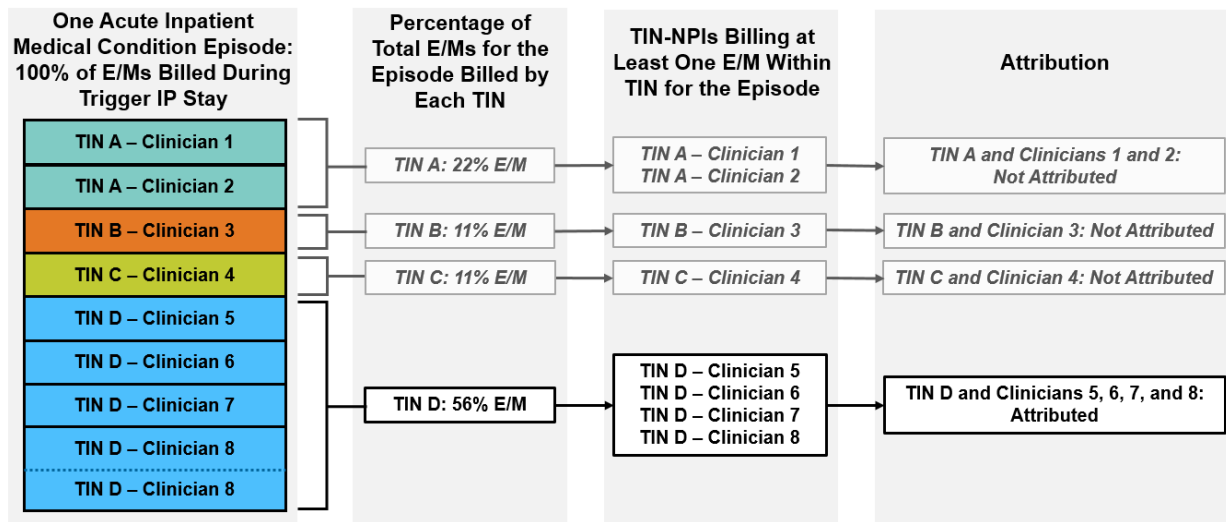 One Acute Inpatient
Medical Condition Episode:
100% of E/Ms Billed During
Trigger IP Stay
TIN A – Clinician 1
TIN A – Clinician 2
TIN B – Clinician 3
TIN C – Clinician 4
TIN D – Clinician 5
TIN D – Clinician 6
TIN D – Clinician 7
TIN D – Clinician 8
TIN D – Clinician 8
Percentage of
Total E/Ms for the
Episode Billed by
Each TIN
TIN A: 22% E/M
TIN B: 11% E/M
TIN C: 11% E/M
TIN D: 56% E/M
TIN-NPIs Billing at
Least One E/M Within
TIN for the Episode
TIN A – Clinician 1
TIN A – Clinician 2
TIN B – Clinician 3
TIN C – Clinician 4
TIN D – Clinician 5
TIN D – Clinician 6
TIN D – Clinician 7
TIN D – Clinician 8
Attribution
TIN A and Clinicians 1 and 2:
Not Attributed
TIN B and Clinician 3: Not Attributed
TIN C and Clinician 4: Not Attributed
TIN D and Clinicians 5, 6, 7, and 8:
Attributed